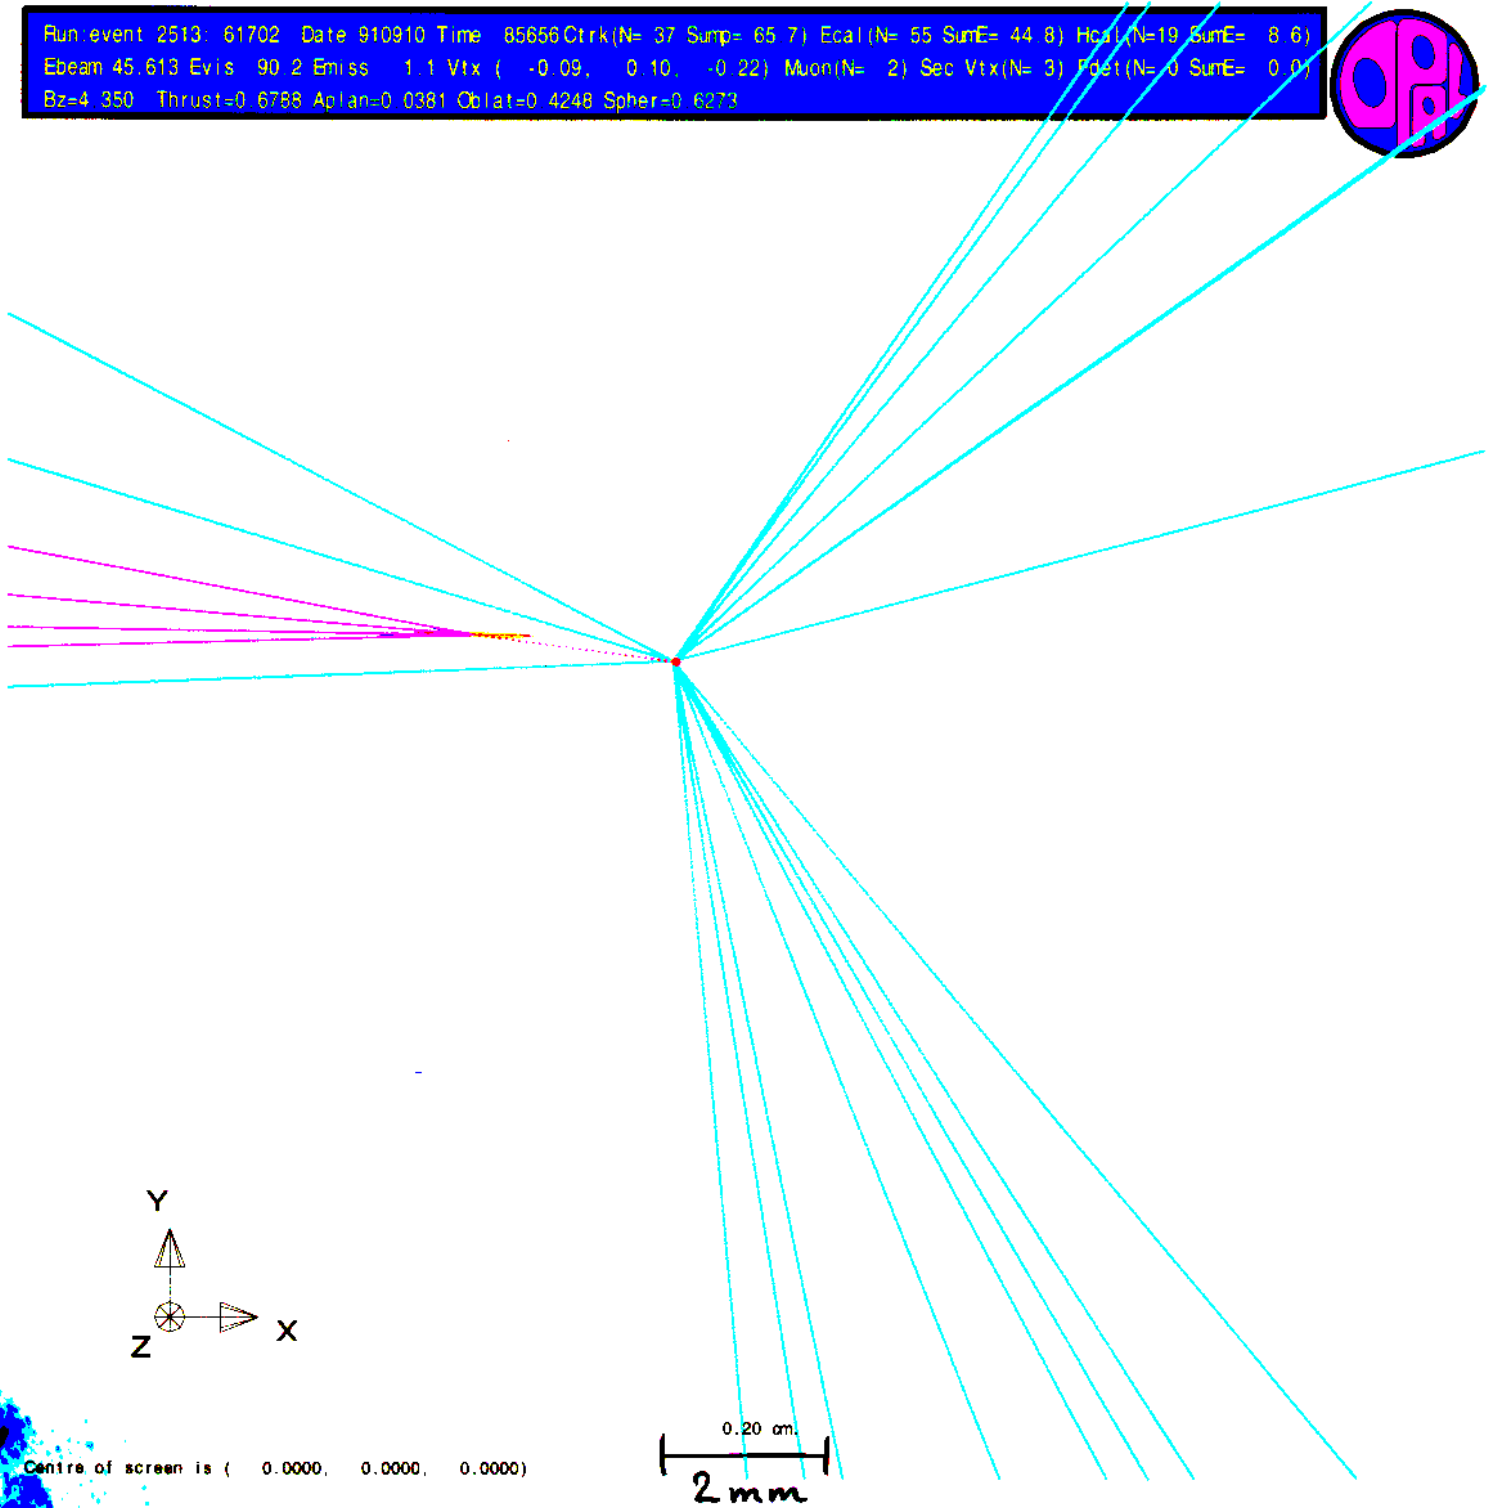 Run:event 2513: 61702 Date 910910 Time 85656 Ctrk(N= 37 Sump= 65 7) Ecal(N= 55 SumE= 44.8) Hcal(N=19 SumE= 8.6)
Ebeam 45.613 Evis 90.2 Emiss 1.1 Vtx ( -0.09, 0.10, -0.22) Muon(N= 2) Sec Vtx(N= 3) Fdet(N= 0 SumE= 0.0)
Bz=4 350 Thrust=0 6788 Aplan=0 0381 Oblat=0 4248 Spher=0 6273
OPAL
Y
X
Z
0.20 cm.
Centre of screen is ( 0.0000, 0.0000, 0.0000)
2 mm